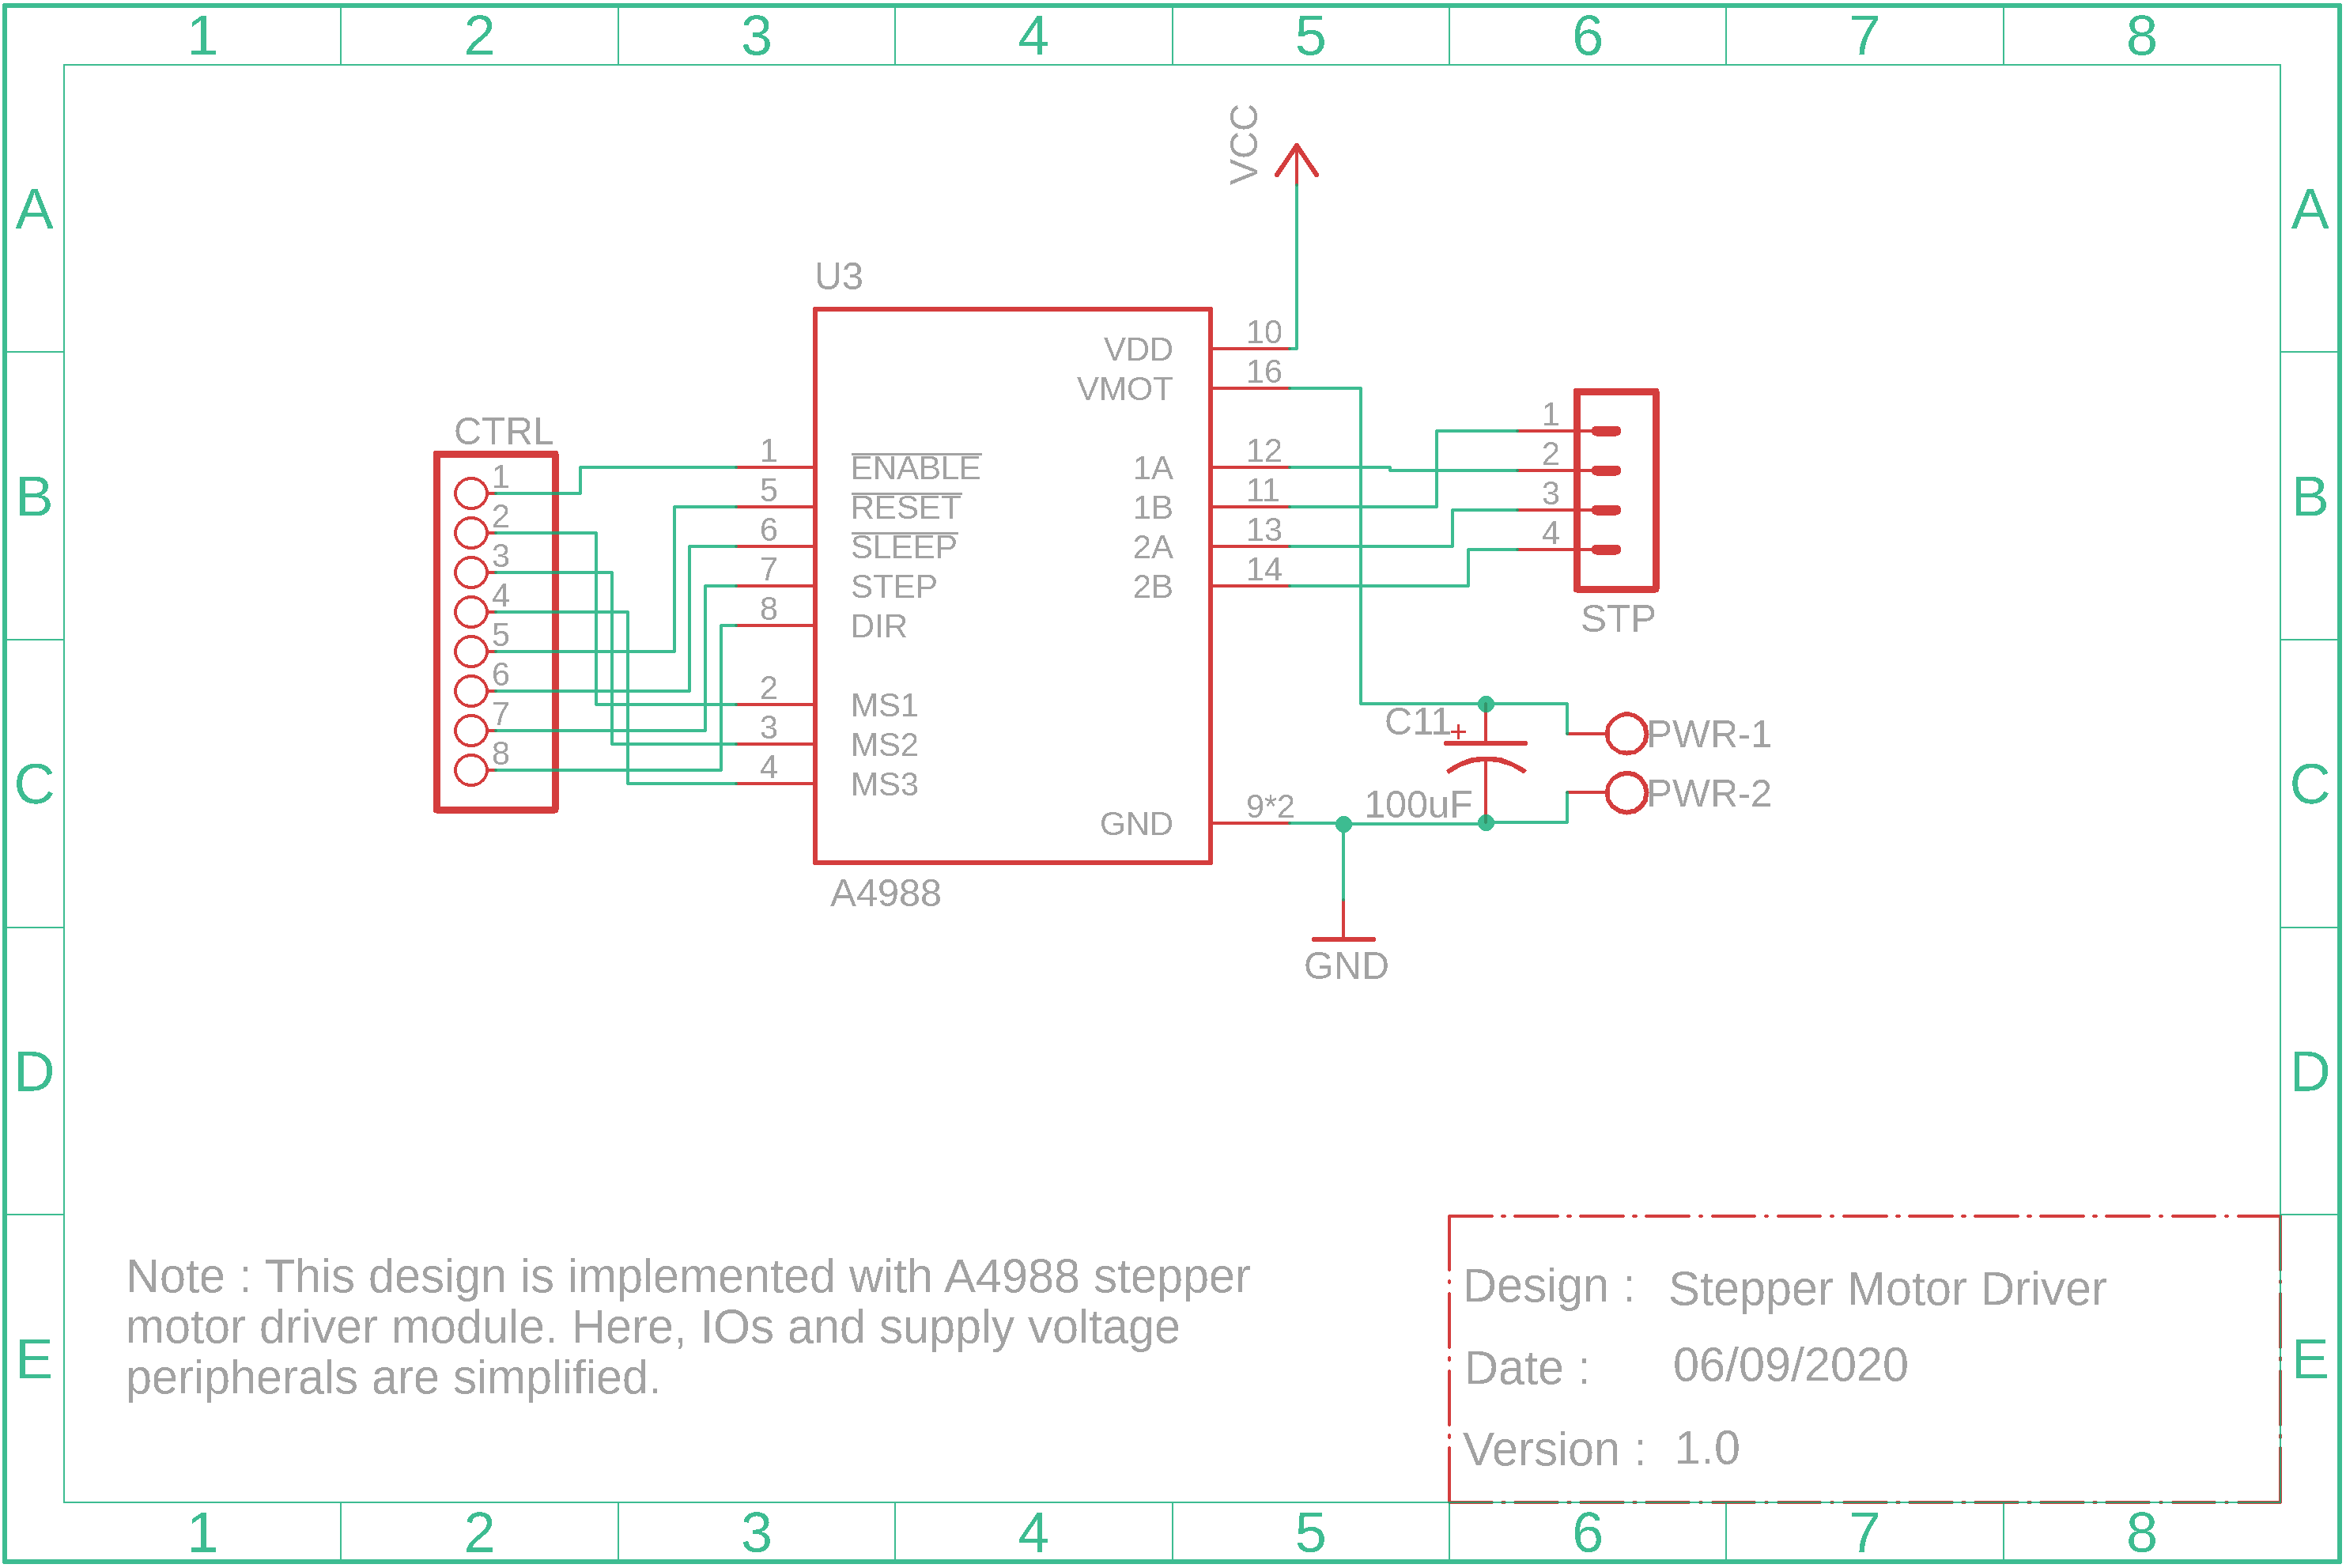 1 2 3 4 5 6 7 8
A A
VCC
U3
VDD 10
VMOT 16
CTRL
1
1 ENABLE
1A 12
1
2
5 RESET
1B 11
2
3
6 SLEEP
2A 13
3
4
7 STEP
2B 14
4
5
8 DIR
STP
B B
6
7
8
2 MS1
3 MS2
4 MS3
C11 +
100uF
PWR-1
PWR-2
GND 9*2
C C
A4988
GND
D D
Note : This design is implemented with A4988 stepper
motor driver module. Here, IOs and supply voltage
peripherals are simplified.
Design : Stepper Motor Driver
Date : 06/09/2020
Version : 1.0
E E
1 2 3 4 5 6 7 8